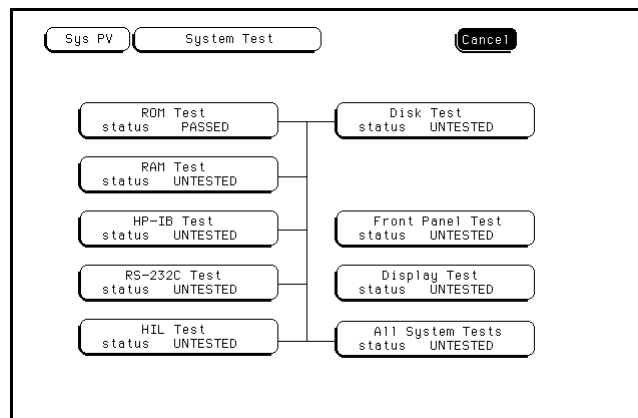 Sys PV System Test Cancel
ROM Test
status PASSED
Disk Test
status UNTESTED
RAM Test
status UNTESTED
HP-IB Test
status UNTESTED
Front Panel Test
status UNTESTED
RS-232C Test
status UNTESTED
Display Test
status UNTESTED
HIL Test
status UNTESTED
All System Tests
status UNTESTED